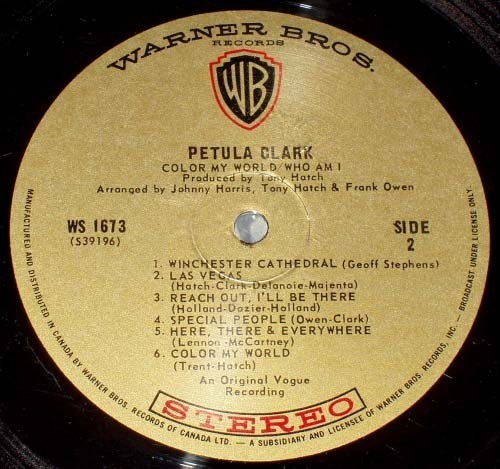 WARNER BROS.
RECORDS
WB
PETULA CLARK
COLOR MY WORLD/WHO AM I
Produced by Tony Hatch
Arranged by Johnny Harris, Tony Hatch & Frank Owen
WS 1673
(S39196)
SIDE
2
1. WINCHESTER CATHEDRAL (Geoff Stephens)
2. LAS VEGAS
(Hatch-Clark-Delanoie-Majenta)
3. REACH OUT, I'LL BE THERE
(Holland-Dozier-Holland)
4. SPECIAL PEOPLE (Owen-Clark)
5. HERE, THERE & EVERYWHERE
(Lennon-McCartney)
6. COLOR MY WORLD
(Trent-Hatch)
An Original Vogue
Recording
STEREO
MANUFACTURED AND DISTRIBUTED IN CANADA BY WARNER BROS. RECORDS OF CANADA LTD. — A SUBSIDIARY AND LICENSEE OF WARNER BROS. RECORDS, INC. — BROADCAST UNDER LICENSE ONLY.